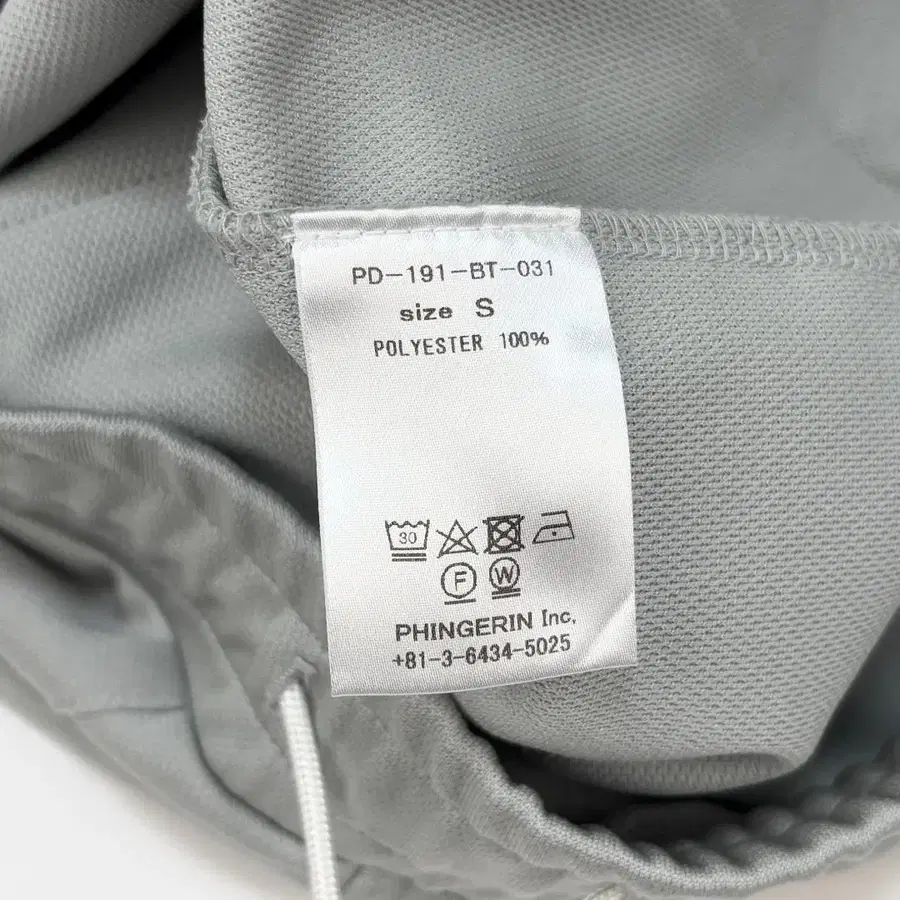 PD-191-BT-031
size S
POLYESTER 100%
30
F W
PHINGERIN Inc.
+81-3-6434-5025